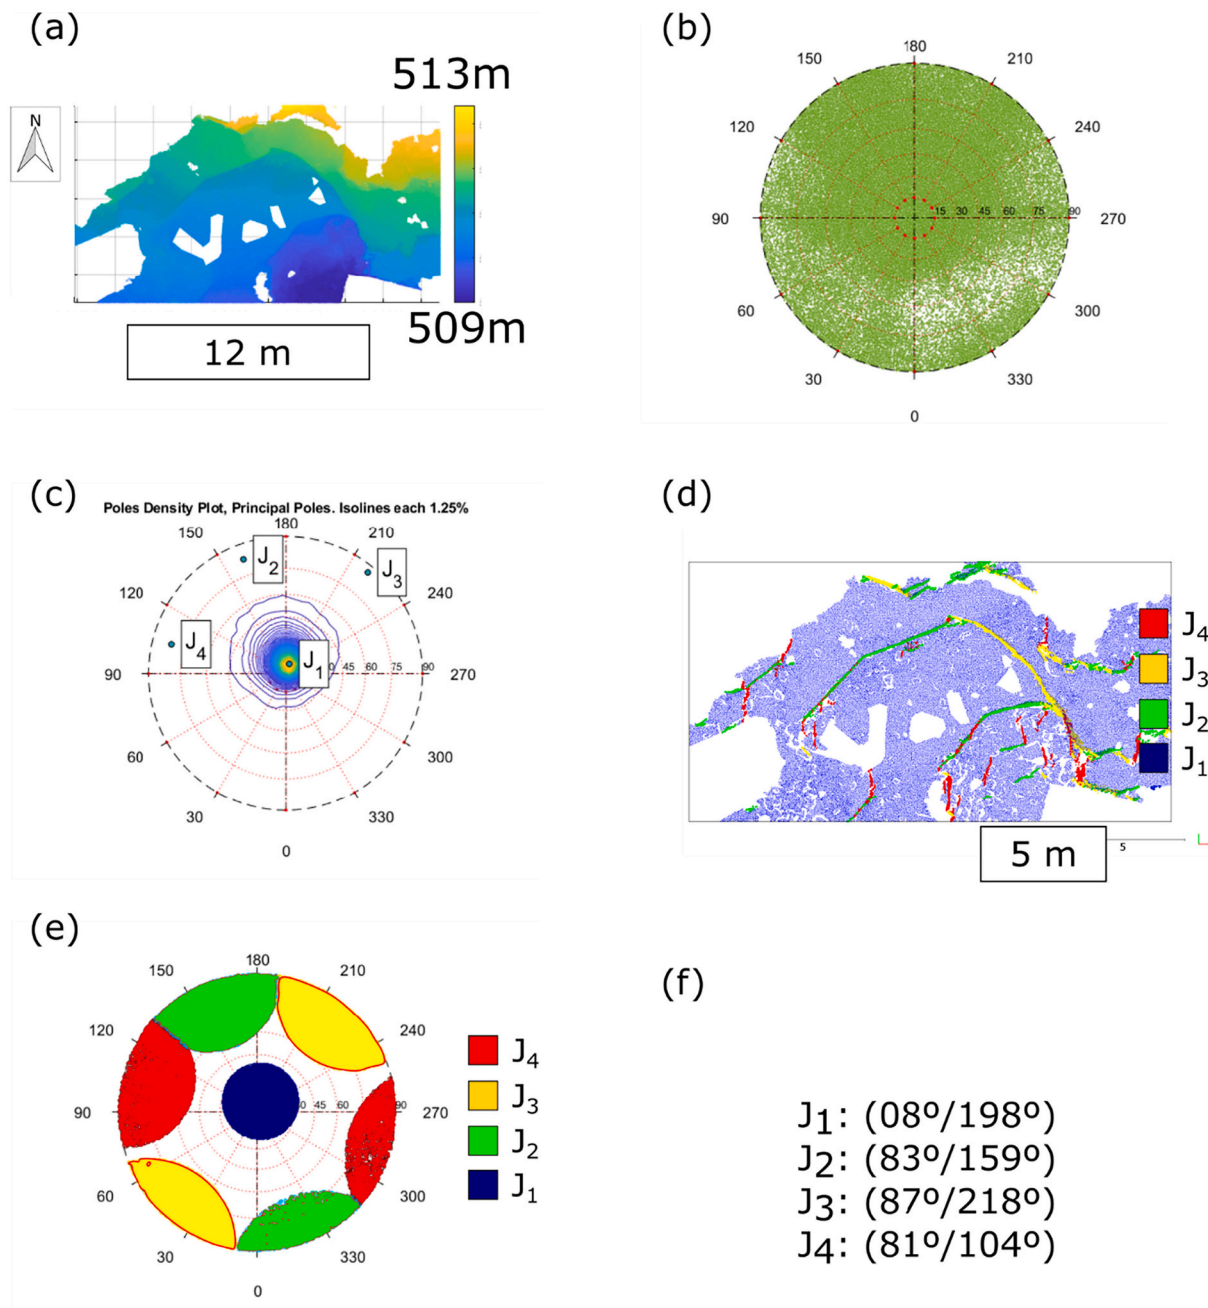 (a)
513m
N
509m
12 m
(b)
180
150 210
120 240
90 15 30 45 60 75 90 270
60 300
30 330
0
(c)
Poles Density Plot, Principal Poles. Isolines each 1.25%
180
150 210
J2 J3
120 240
J4
90 J1 0 45 60 75 90 270
60 300
30 330
0
(d)
J4
J3
J2
J1
5 m
5
(e)
180
150 210
120 240
90 0 45 60 90 270
60 300
30 330
0
J4
J3
J2
J1
(f)
J1: (08º/198º)
J2: (83º/159º)
J3: (87º/218º)
J4: (81º/104º)